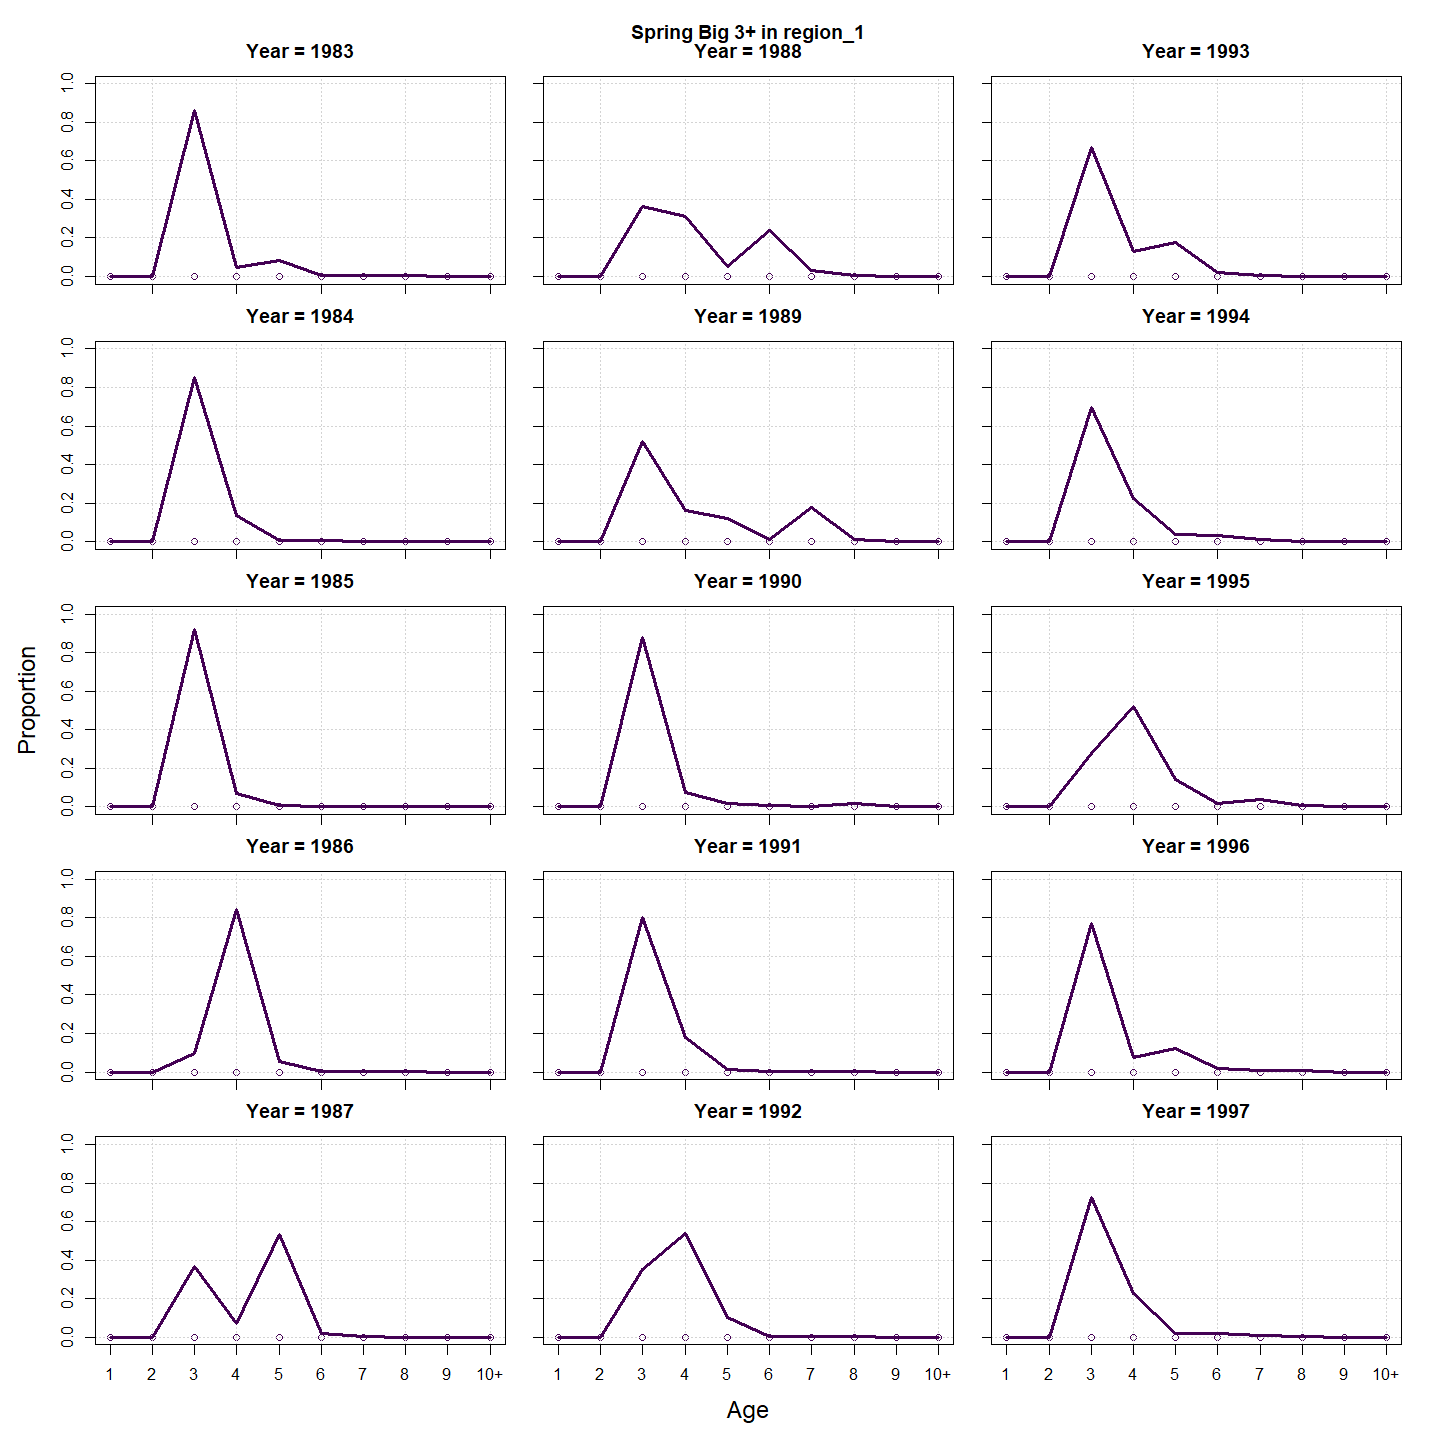 Spring Big 3+ in region_1
Year = 1983
Year = 1988
Year = 1993
0.0 0.2 0.4 0.6 0.8 1.0
Year = 1984
Year = 1989
Year = 1994
0.0 0.2 0.4 0.6 0.8 1.0
Year = 1985
Year = 1990
Year = 1995
0.0 0.2 0.4 0.6 0.8 1.0
Proportion
Year = 1986
Year = 1991
Year = 1996
0.0 0.2 0.4 0.6 0.8 1.0
Year = 1987
Year = 1992
Year = 1997
0.0 0.2 0.4 0.6 0.8 1.0
1 2 3 4 5 6 7 8 9 10+
1 2 3 4 5 6 7 8 9 10+
1 2 3 4 5 6 7 8 9 10+
Age